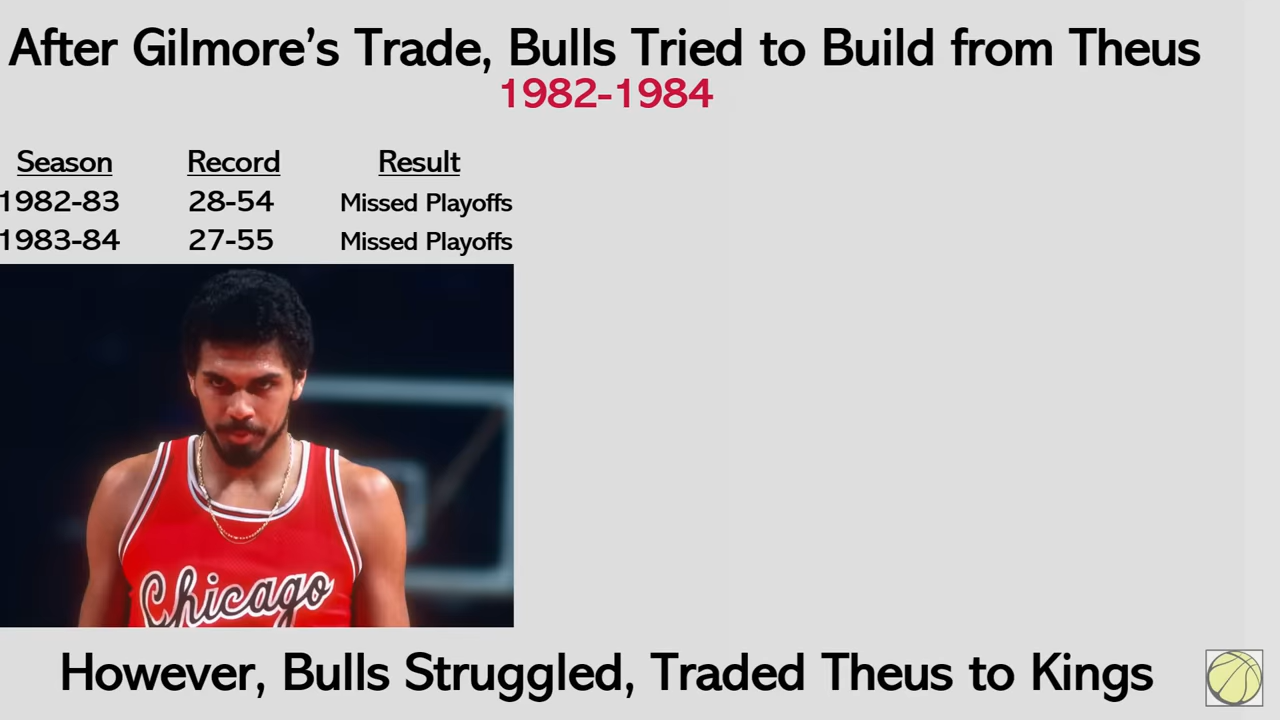 After Gilmore's Trade, Bulls Tried to Build from Theus
1982-1984
Season Record Result
1982-83 28-54 Missed Playoffs
1983-84 27-55 Missed Playoffs
Chicago
However, Bulls Struggled, Traded Theus to Kings